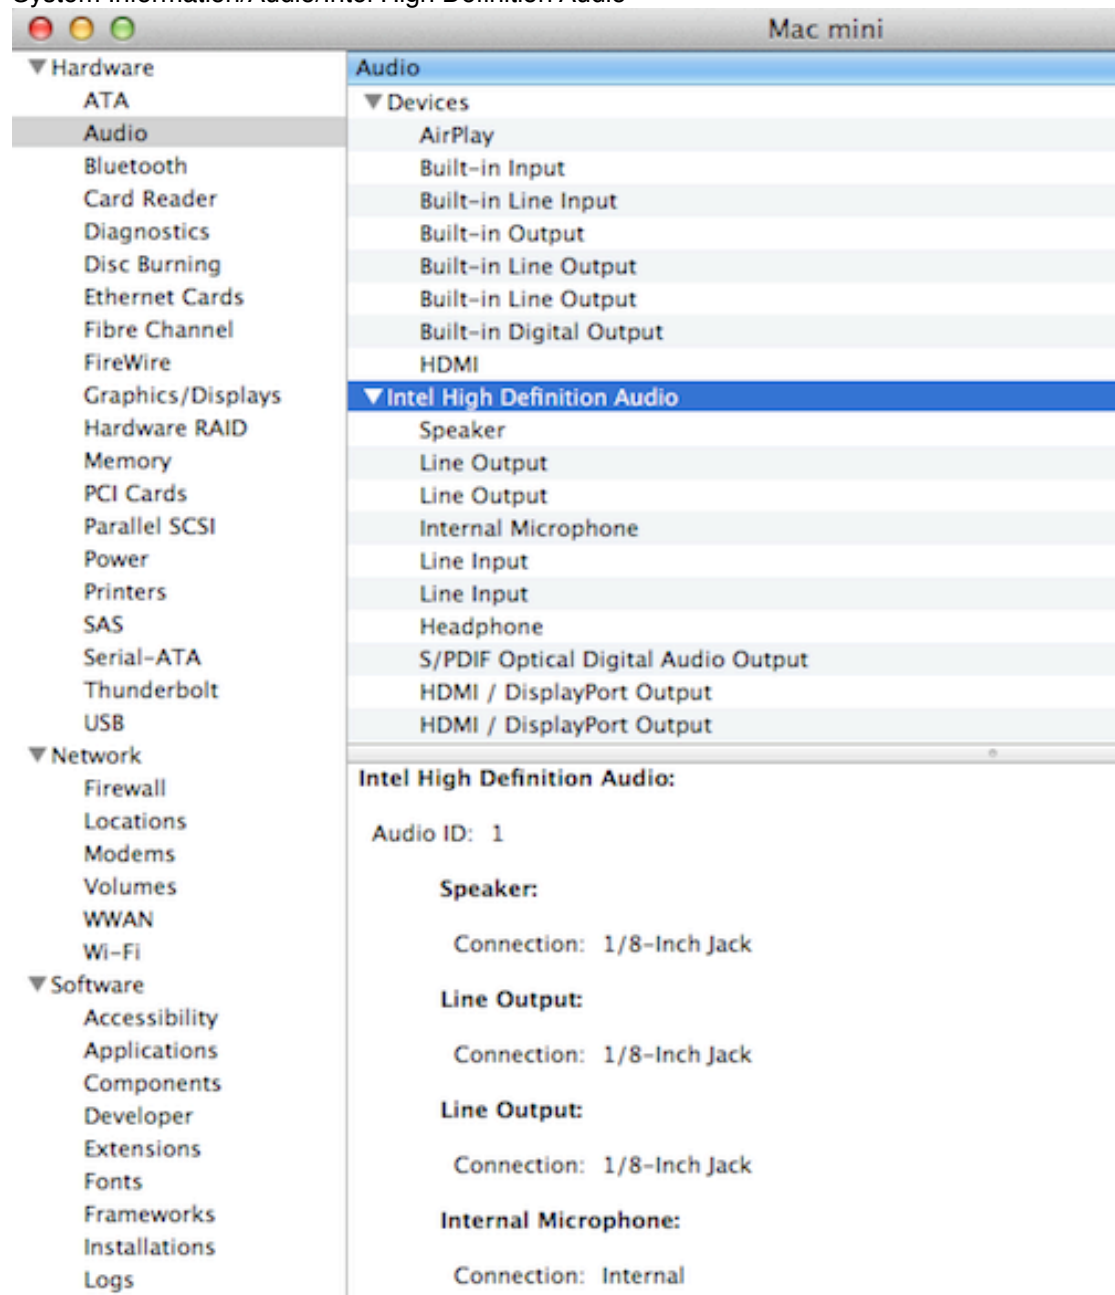 System Information/Audio/Intel High Definition Audio
Mac mini
▼Hardware
ATA
Audio
Bluetooth
Card Reader
Diagnostics
Disc Burning
Ethernet Cards
Fibre Channel
FireWire
Graphics/Displays
Hardware RAID
Memory
PCI Cards
Parallel SCSI
Power
Printers
SAS
Serial-ATA
Thunderbolt
USB
▼Network
Firewall
Locations
Modems
Volumes
WWAN
Wi-Fi
▼Software
Accessibility
Applications
Components
Developer
Extensions
Fonts
Frameworks
Installations
Logs
Audio
▼Devices
AirPlay
Built-in Input
Built-in Line Input
Built-in Output
Built-in Line Output
Built-in Line Output
Built-in Digital Output
HDMI
▼Intel High Definition Audio
Speaker
Line Output
Line Output
Internal Microphone
Line Input
Line Input
Headphone
S/PDIF Optical Digital Audio Output
HDMI / DisplayPort Output
HDMI / DisplayPort Output
Intel High Definition Audio:
Audio ID: 1
Speaker:
Connection: 1/8-Inch Jack
Line Output:
Connection: 1/8-Inch Jack
Line Output:
Connection: 1/8-Inch Jack
Internal Microphone:
Connection: Internal